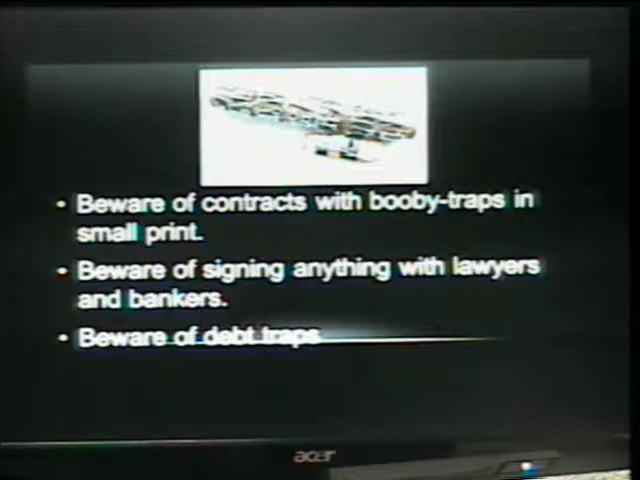 • Beware of contracts with booby-traps in
small print.
• Beware of signing anything with lawyers
and bankers.
• Beware of debt traps
acer